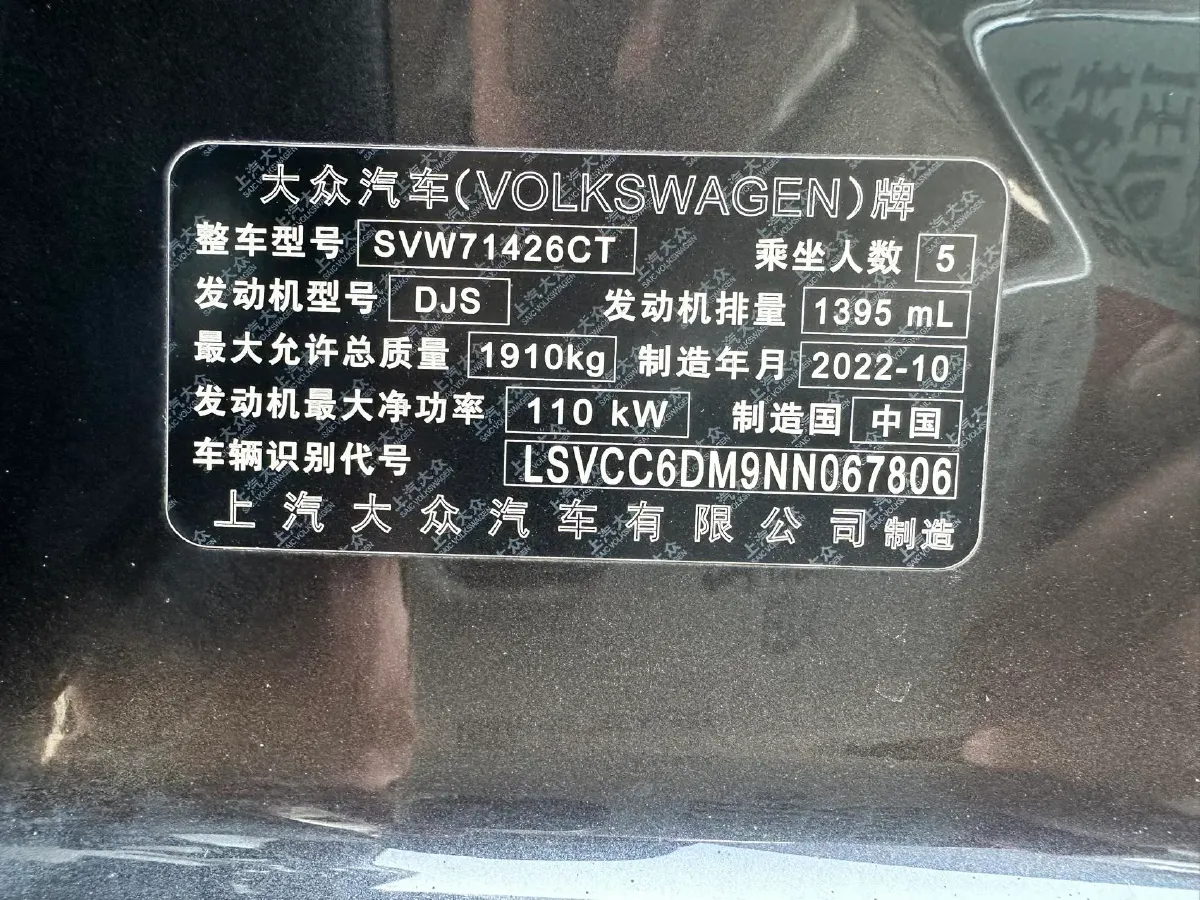 大众汽车(VOLKSWAGEN)牌
整车型号 SVW71426CT 乘坐人数 5
发动机型号 DJS 发动机排量 1395 mL
最大允许总质量 1910kg 制造年月 2022-10
发动机最大净功率 110 kW 制造国 中国
车辆识别代号 LSVCC6DM9NN067806
上汽大众汽车有限公司制造